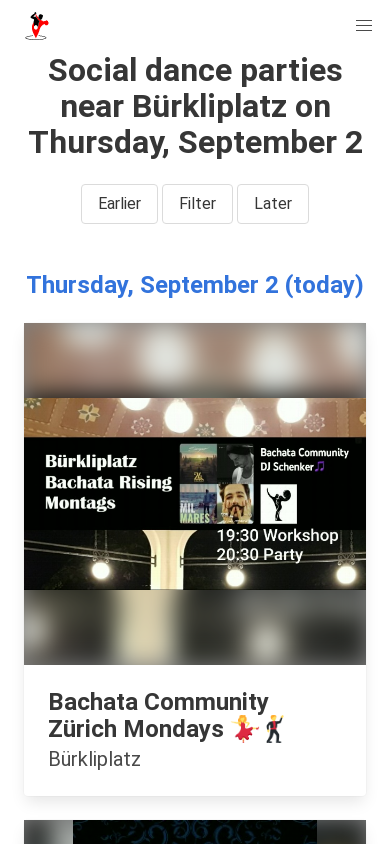 Social dance parties
near Bürkliplatz on
Thursday, September 2
Earlier
Filter
Later
Thursday, September 2 (today)
Bürkliplatz
Bachata Rising
Montags
MIL
MARES
Bachata Community
DJ Schenker🎵
19:30 Workshop
20:30 Party
Bachata Community
Zürich Mondays 💃🕺
Bürkliplatz